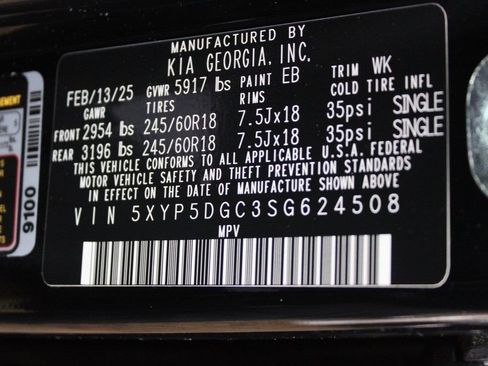 MANUFACTURED BY
KIA GEORGIA, INC.
FEB/13/25 GVWR 5917 lbs PAINT EB TRIM WK
GAWR TIRES RIMS COLD TIRE INFL
FRONT 2954 lbs 245/60R18 7.5Jx18 35psi SINGLE
REAR 3196 lbs 245/60R18 7.5Jx18 35psi SINGLE
THIS VEHICLE CONFORMS TO ALL APPLICABLE U.S.A. FEDERAL
MOTOR VEHICLE SAFETY AND THEFT PREVENTION STANDARDS
IN EFFECT ON THE DATE OF MANUFACTURE SHOWN ABOVE
VIN 5XYP5DGC3SG624508
MPV
9100